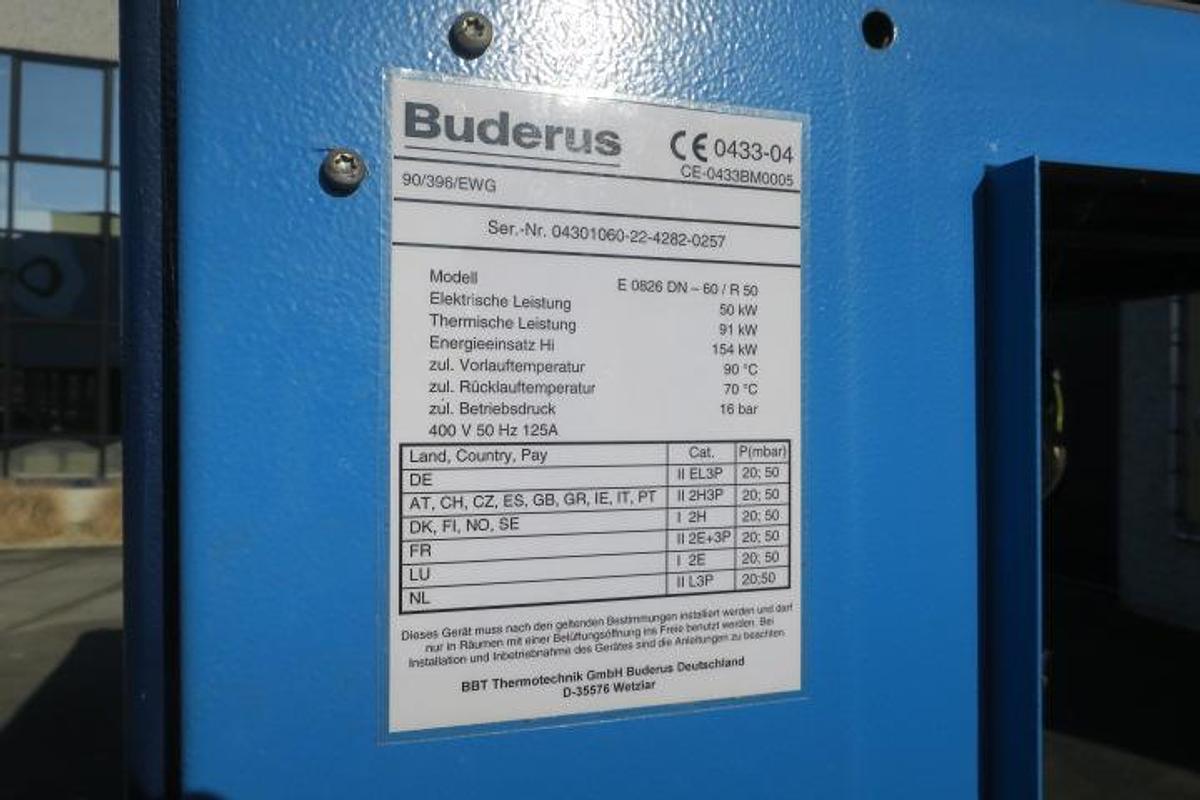 Buderus
CE 0433-04
CE-0433BM0005
90/396/EWG
Ser.-Nr. 04301060-22-4282-0257
Modell E 0826 DN – 60 / R 50
Elektrische Leistung 50 kW
Thermische Leistung 91 kW
Energieeinsatz Hi 154 kW
zul. Vorlauftemperatur 90 °C
zul. Rücklauftemperatur 70 °C
zul. Betriebsdruck 16 bar
400 V 50 Hz 125A
Land, Country, Pay Cat. P(mbar)
DE II EL3P 20; 50
AT, CH, CZ, ES, GB, GR, IE, IT, PT II 2H3P 20; 50
DK, FI, NO, SE I 2H 20; 50
FR II 2E+3P 20; 50
LU I 2E 20; 50
NL II L3P 20;50
Dieses Gerät muss nach den geltenden Bestimmungen installiert werden und darf
nur in Räumen mit einer Belüftungsöffnung ins Freie benutzt werden. Bei
Installation und Inbetriebnahme des Gerätes sind die Anleitungen zu beachten.
BBT Thermotechnik GmbH Buderus Deutschland
D-35576 Wetzlar